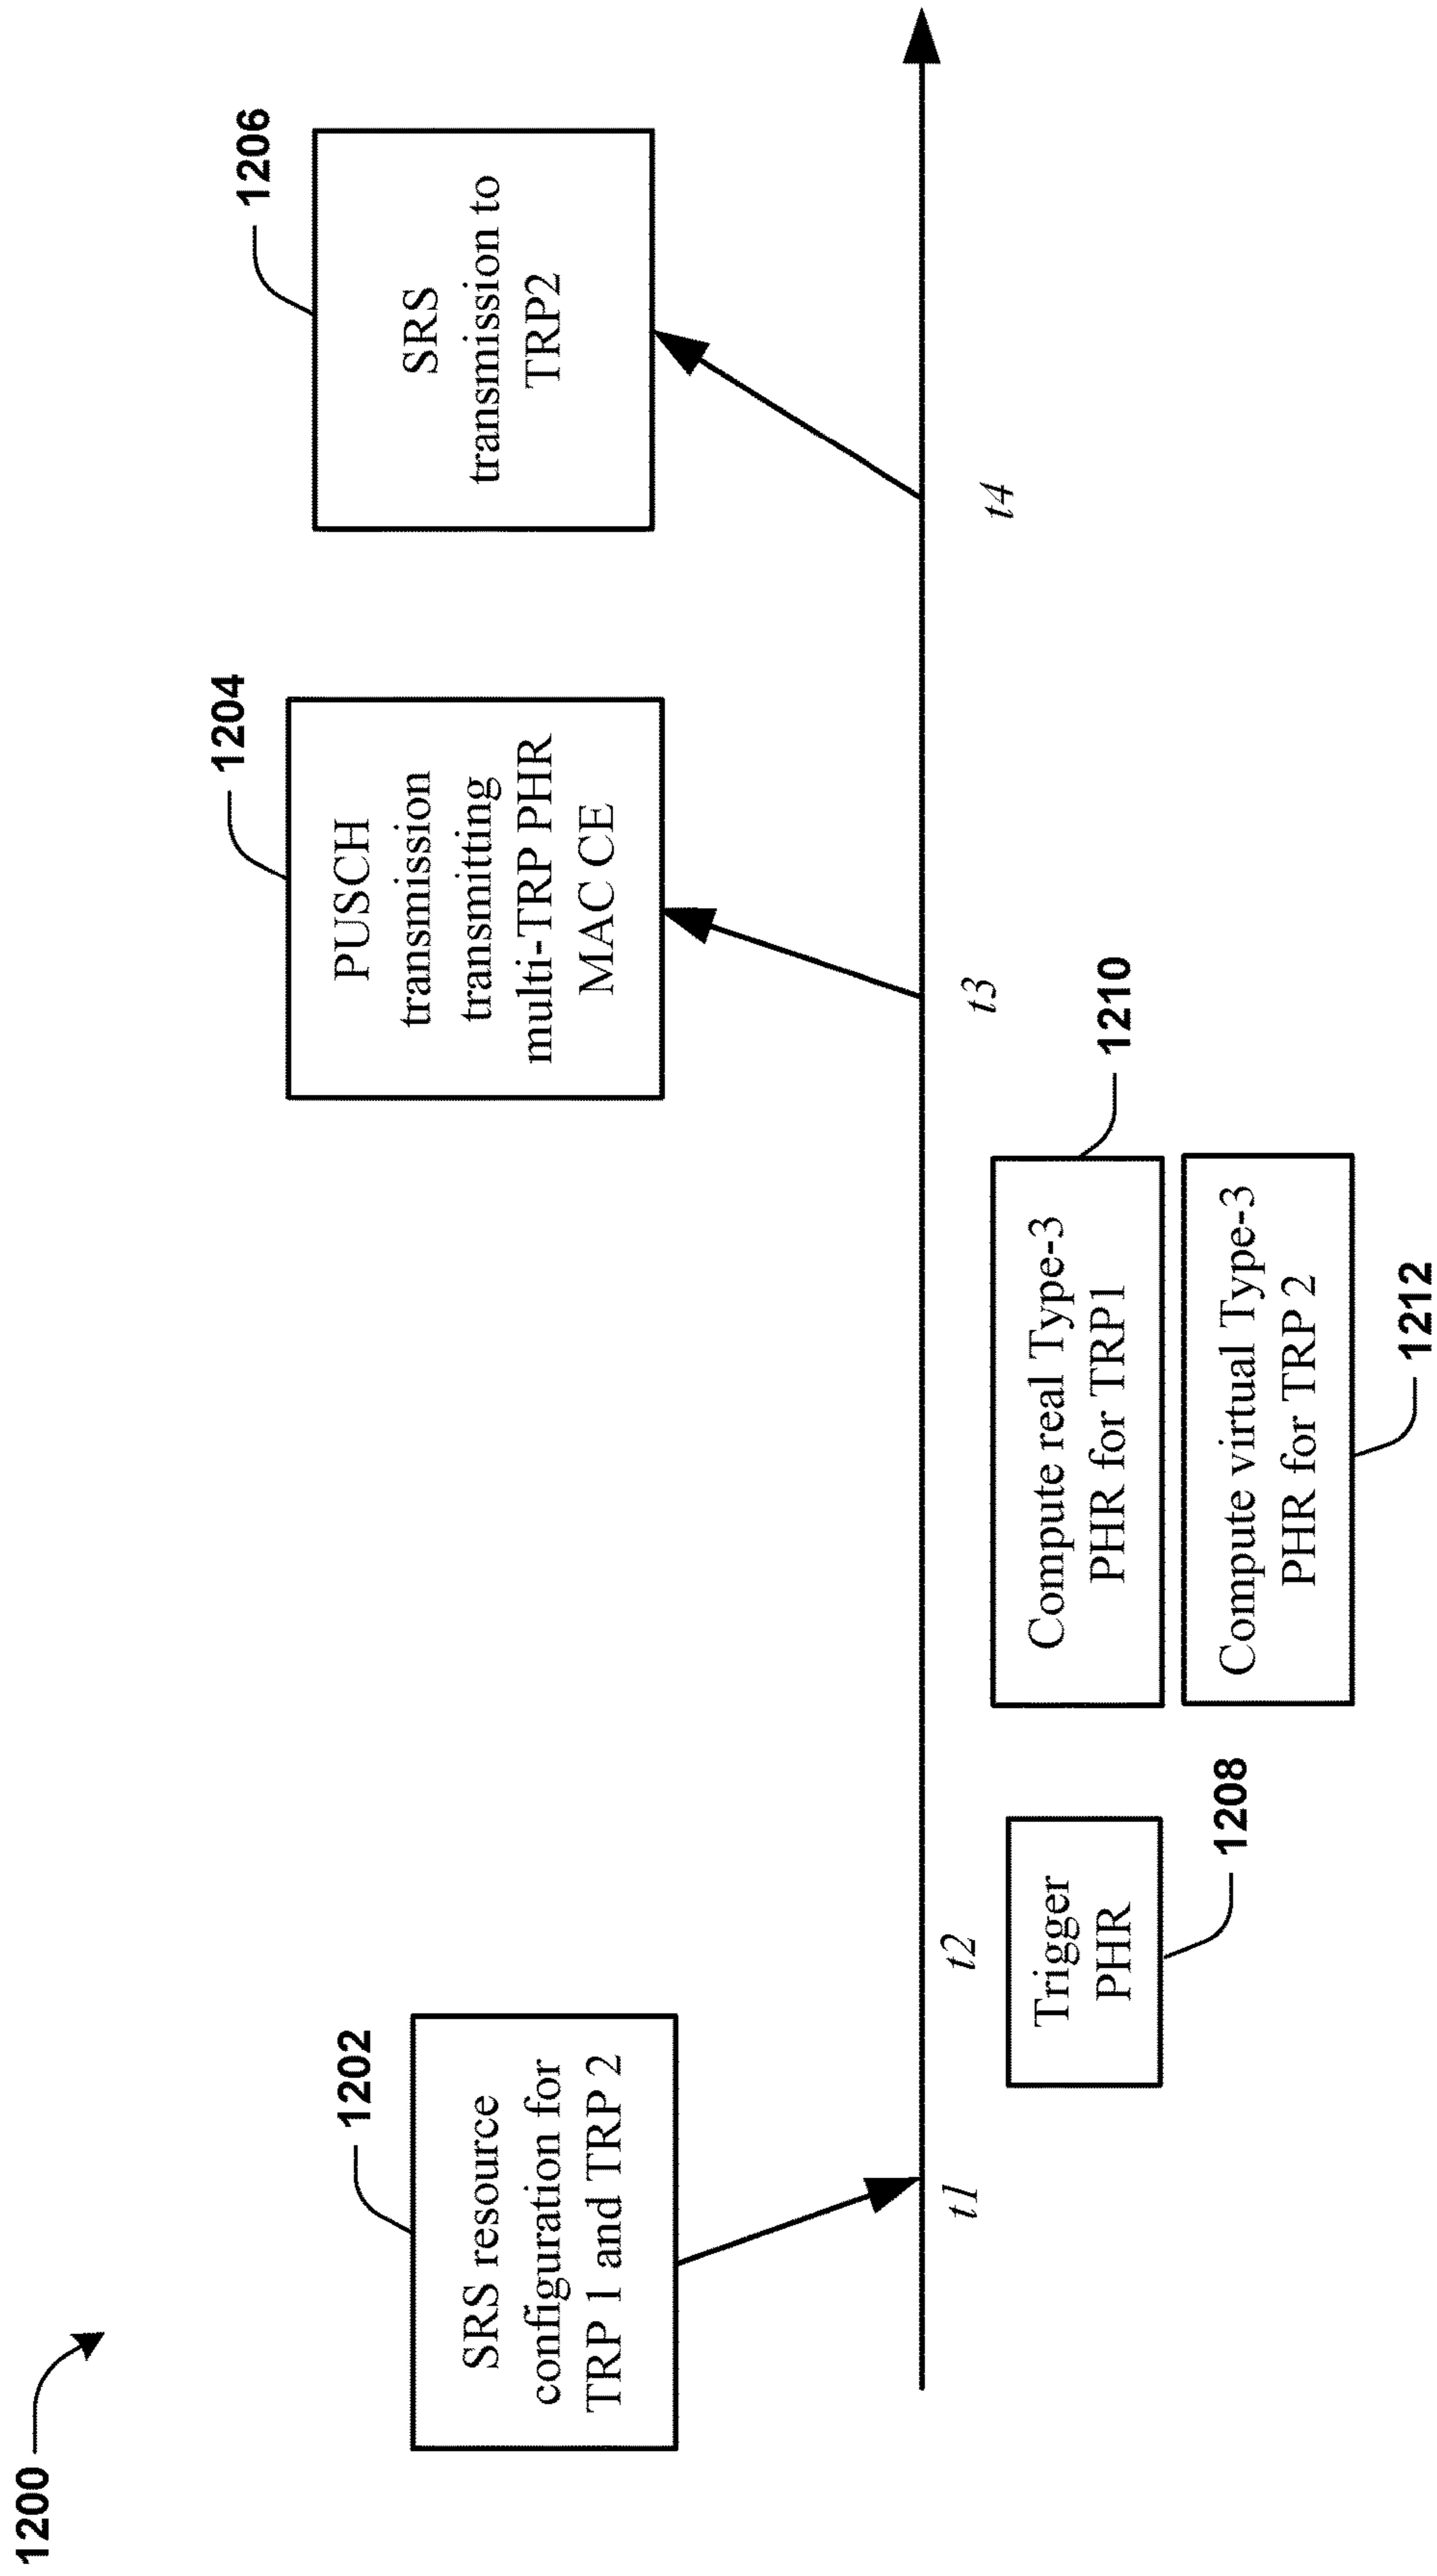 1200
1202
SRS resource
configuration for
TRP 1 and TRP 2
1204
PUSCH
transmission
transmitting
multi-TRP PHR
MAC CE
1206
SRS
transmission to
TRP2
t1
t2
t3
t4
Trigger
PHR
1208
Compute real Type-3
PHR for TRP1
1210
Compute virtual Type-3
PHR for TRP 2
1212